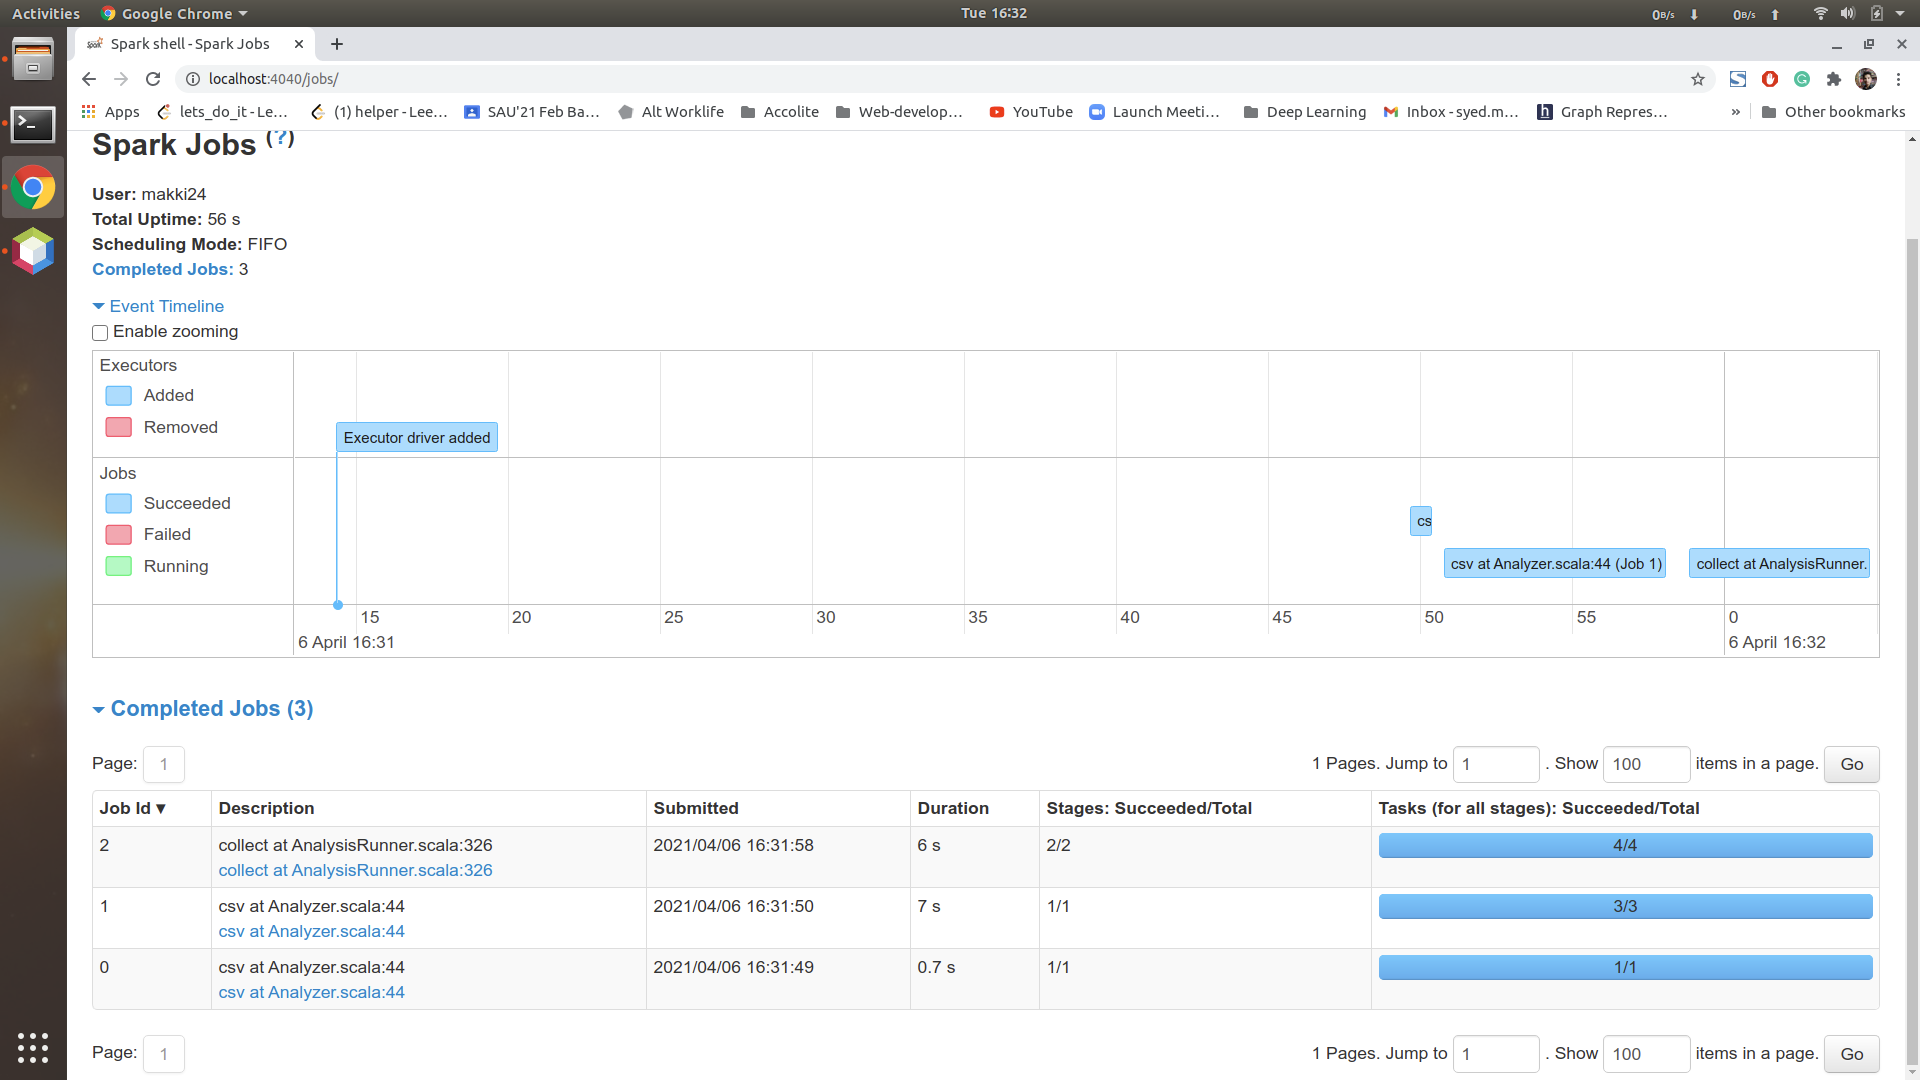 Activities Google Chrome Tue 16:32 0B/s 0B/s
Spark shell - Spark Jobs
localhost:4040/jobs/
Apps lets_do_it - Le... (1) helper - Lee... SAU'21 Feb Ba... Alt Worklife Accolite Web-develop... YouTube Launch Meeti... Deep Learning Inbox - syed.m... h Graph Repres... » Other bookmarks
Spark Jobs (?)
User: makki24
Total Uptime: 56 s
Scheduling Mode: FIFO
Completed Jobs: 3
Event Timeline
Enable zooming
Executors
Added
Removed
Executor driver added
Jobs
Succeeded
Failed
Running
cs
csv at Analyzer.scala:44 (Job 1) collect at AnalysisRunner.
15 20 25 30 35 40 45 50 55 0
6 April 16:31 6 April 16:32
Completed Jobs (3)
Page: 1 1 Pages. Jump to 1 . Show 100 items in a page. Go
Job Id ▾ Description Submitted Duration Stages: Succeeded/Total Tasks (for all stages): Succeeded/Total
2 collect at AnalysisRunner.scala:326 2021/04/06 16:31:58 6 s 2/2 4/4
collect at AnalysisRunner.scala:326
1 csv at Analyzer.scala:44 2021/04/06 16:31:50 7 s 1/1 3/3
csv at Analyzer.scala:44
0 csv at Analyzer.scala:44 2021/04/06 16:31:49 0.7 s 1/1 1/1
csv at Analyzer.scala:44
Page: 1 1 Pages. Jump to 1 . Show 100 items in a page. Go